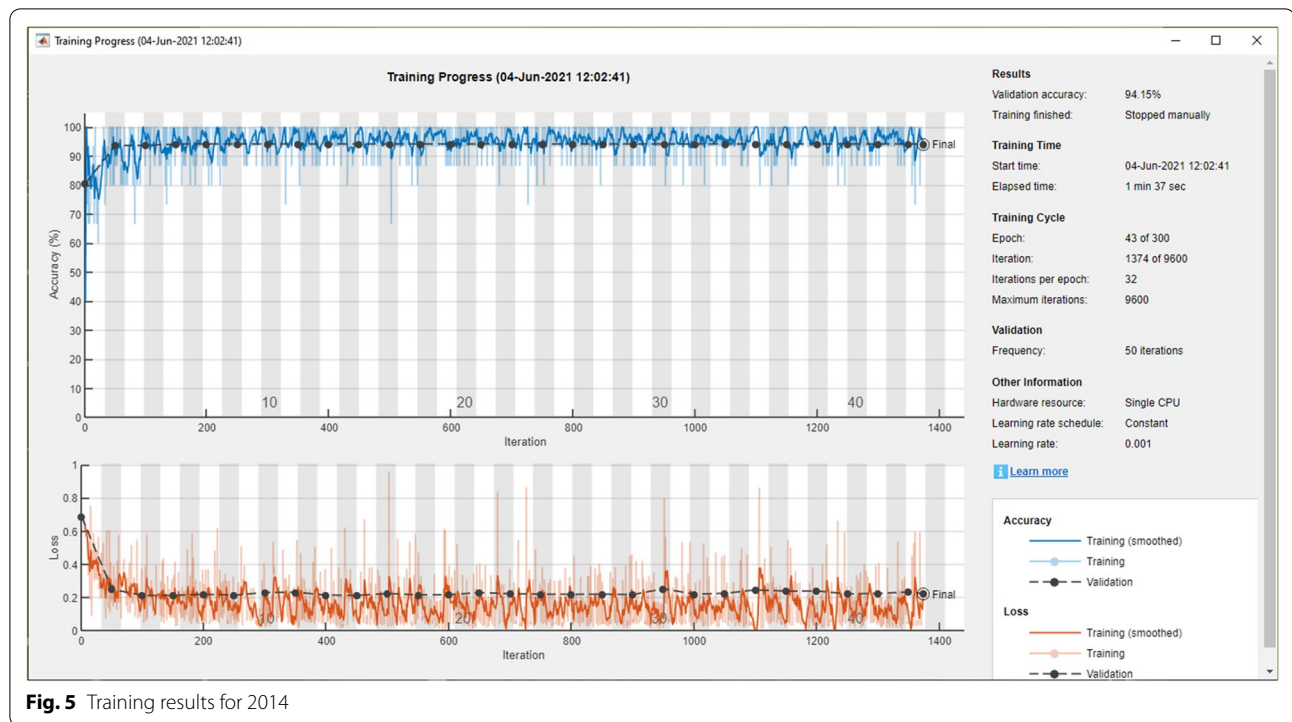 Training Progress (04-Jun-2021 12:02:41)
Training Progress (04-Jun-2021 12:02:41)
Accuracy (%)
100
90
80
70
60
50
40
30
20
10
0
10 20 30 40
Final
0 200 400 600 800 1000 1200 1400
Iteration
Loss
1
0.8
0.6
0.4
0.2
0
10 20 30 40
Final
0 200 400 600 800 1000 1200 1400
Iteration
Results
Validation accuracy: 94.15%
Training finished: Stopped manually
Training Time
Start time: 04-Jun-2021 12:02:41
Elapsed time: 1 min 37 sec
Training Cycle
Epoch: 43 of 300
Iteration: 1374 of 9600
Iterations per epoch: 32
Maximum iterations: 9600
Validation
Frequency: 50 iterations
Other Information
Hardware resource: Single CPU
Learning rate schedule: Constant
Learning rate: 0.001
i Learn more
Accuracy
Training (smoothed)
Training
Validation
Loss
Training (smoothed)
Training
Validation
Fig. 5 Training results for 2014